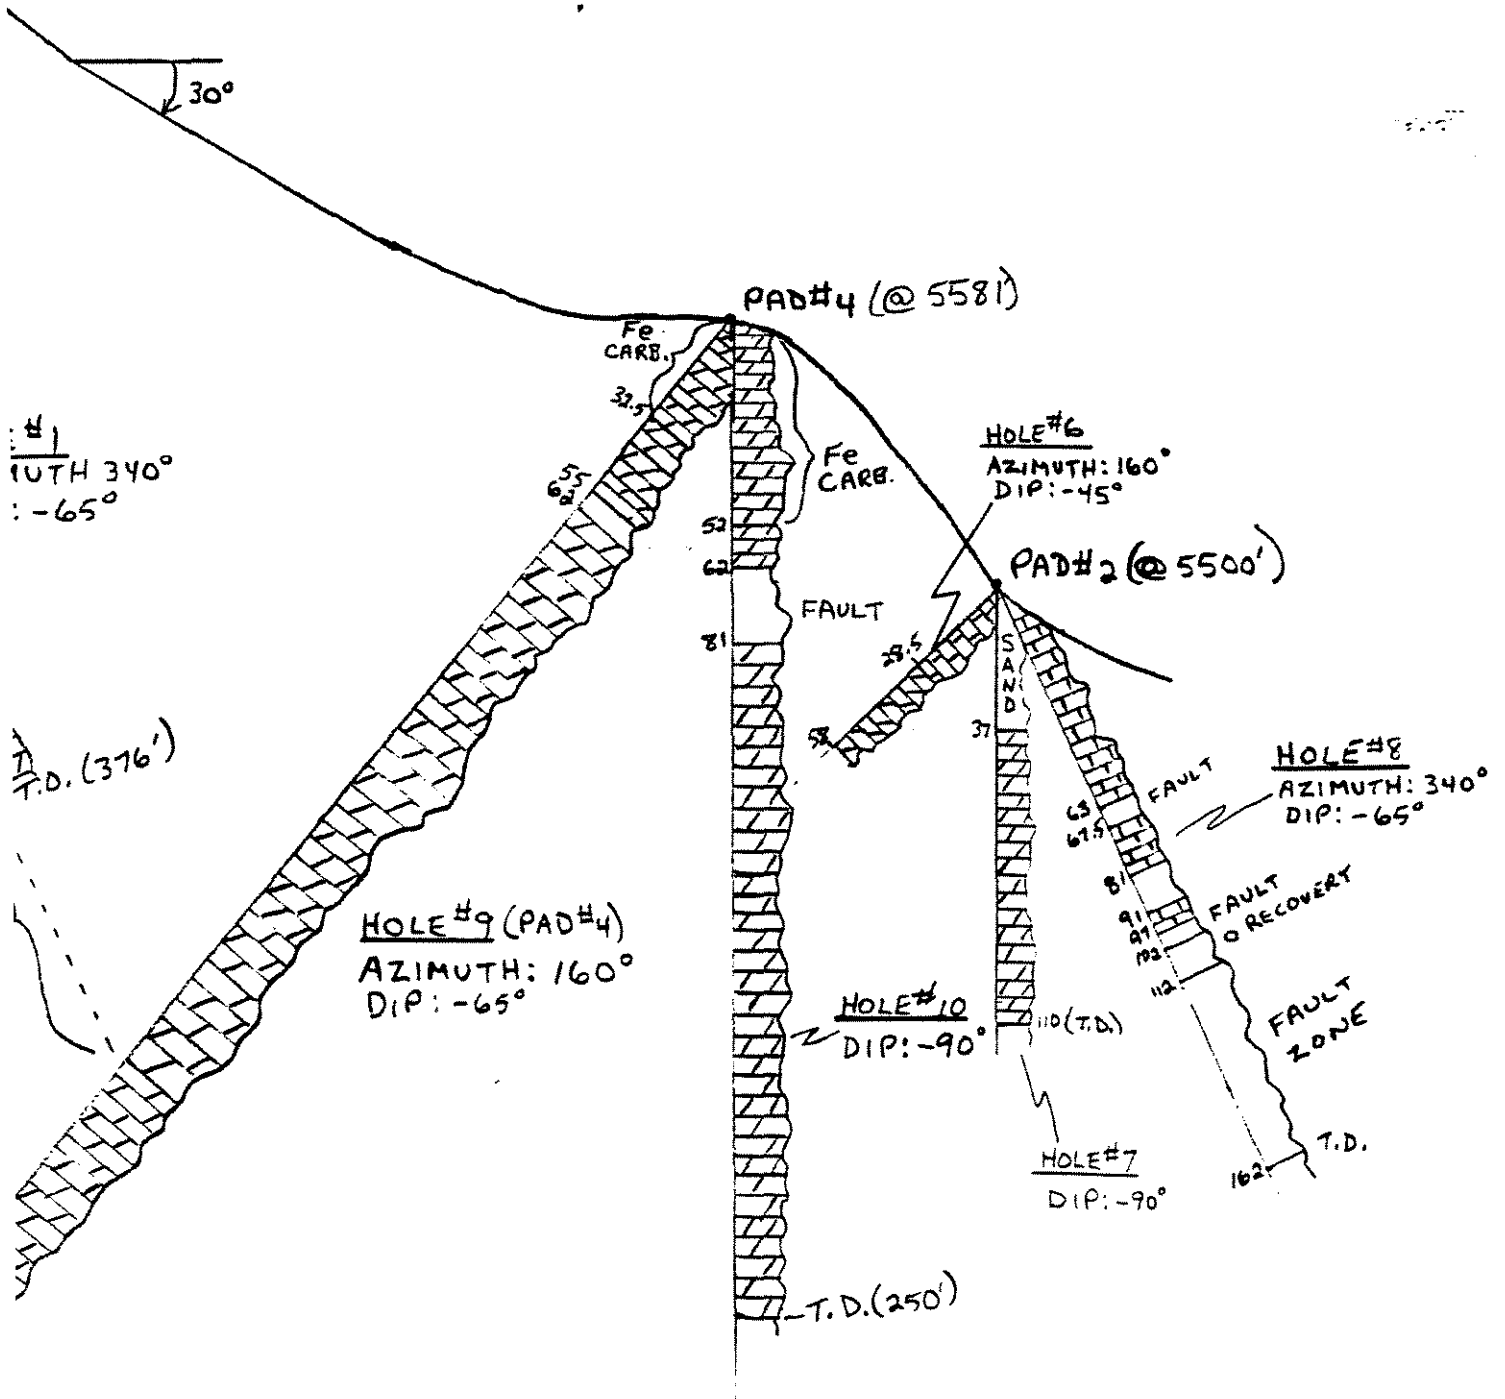 30°
PAD#4 (@ 5581')
Fe
CARB.
32.5
55
62
#1
MUTH 340°
: -65°
T.D. (376')
Fe
CARB.
52
62
FAULT
81
HOLE#6
AZIMUTH: 160°
DIP: -45°
PAD#2 (@ 5500')
28.5
58
SAND
37
HOLE#8
AZIMUTH: 340°
DIP: -65°
FAULT
63
67.5
81
91
97
102
112
FAULT
O RECOVERY
FAULT
ZONE
162
T.D.
HOLE#9 (PAD#4)
AZIMUTH: 160°
DIP: -65°
HOLE#10
DIP: -90°
110 (T.D.)
HOLE#7
DIP: -90°
T.D. (250')